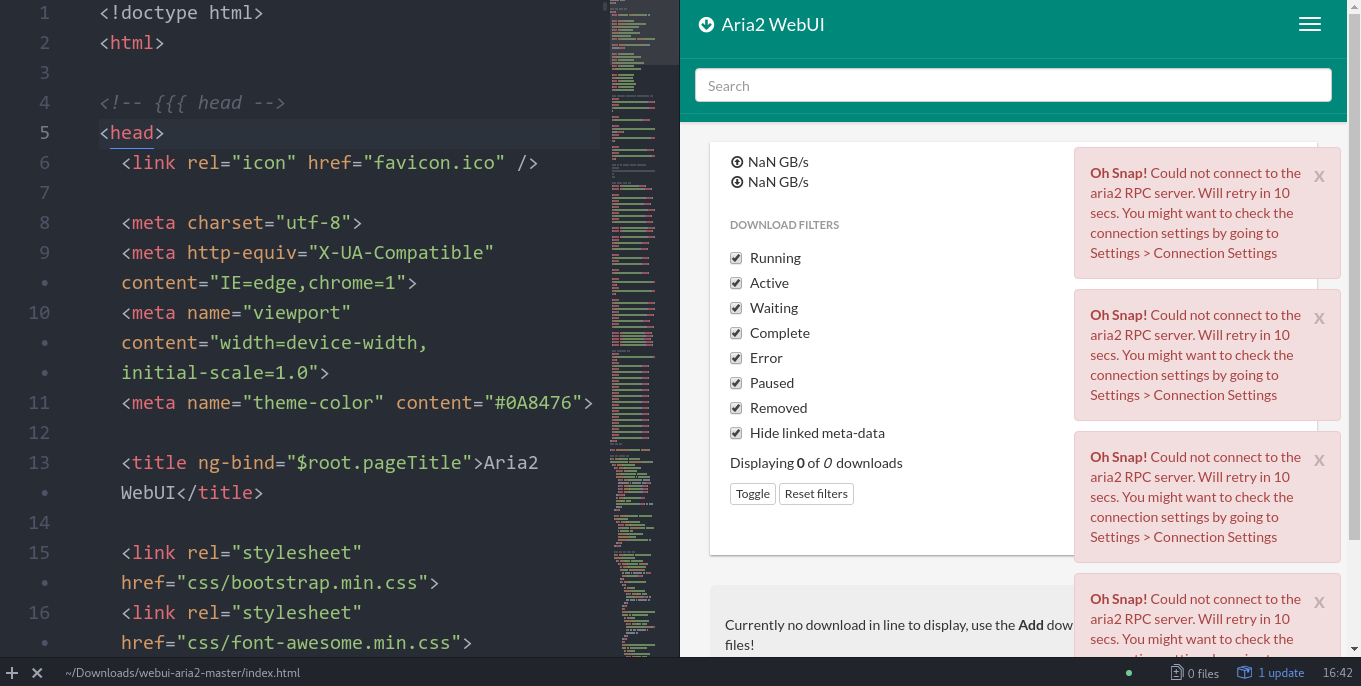 1 <!doctype html>
2 <html>
3
4 <!-- {{{ head -->
5 <head>
6 <link rel="icon" href="favicon.ico" />
7
8 <meta charset="utf-8">
9 <meta http-equiv="X-UA-Compatible"
content="IE=edge,chrome=1">
10 <meta name="viewport"
content="width=device-width,
initial-scale=1.0">
11 <meta name="theme-color" content="#0A8476">
12
13 <title ng-bind="$root.pageTitle">Aria2
WebUI</title>
14
15 <link rel="stylesheet"
href="css/bootstrap.min.css">
16 <link rel="stylesheet"
href="css/font-awesome.min.css">
Aria2 WebUI
Search
NaN GB/s
NaN GB/s
DOWNLOAD FILTERS
Running
Active
Waiting
Complete
Error
Paused
Removed
Hide linked meta-data
Displaying 0 of 0 downloads
Toggle Reset filters
Currently no download in line to display, use the Add dow
files!
Oh Snap! Could not connect to the x
aria2 RPC server. Will retry in 10
secs. You might want to check the
connection settings by going to
Settings > Connection Settings
Oh Snap! Could not connect to the x
aria2 RPC server. Will retry in 10
secs. You might want to check the
connection settings by going to
Settings > Connection Settings
Oh Snap! Could not connect to the x
aria2 RPC server. Will retry in 10
secs. You might want to check the
connection settings by going to
Settings > Connection Settings
Oh Snap! Could not connect to the x
aria2 RPC server. Will retry in 10
secs. You might want to check the
~/Downloads/webui-aria2-master/index.html 0 files 1 update 16:42